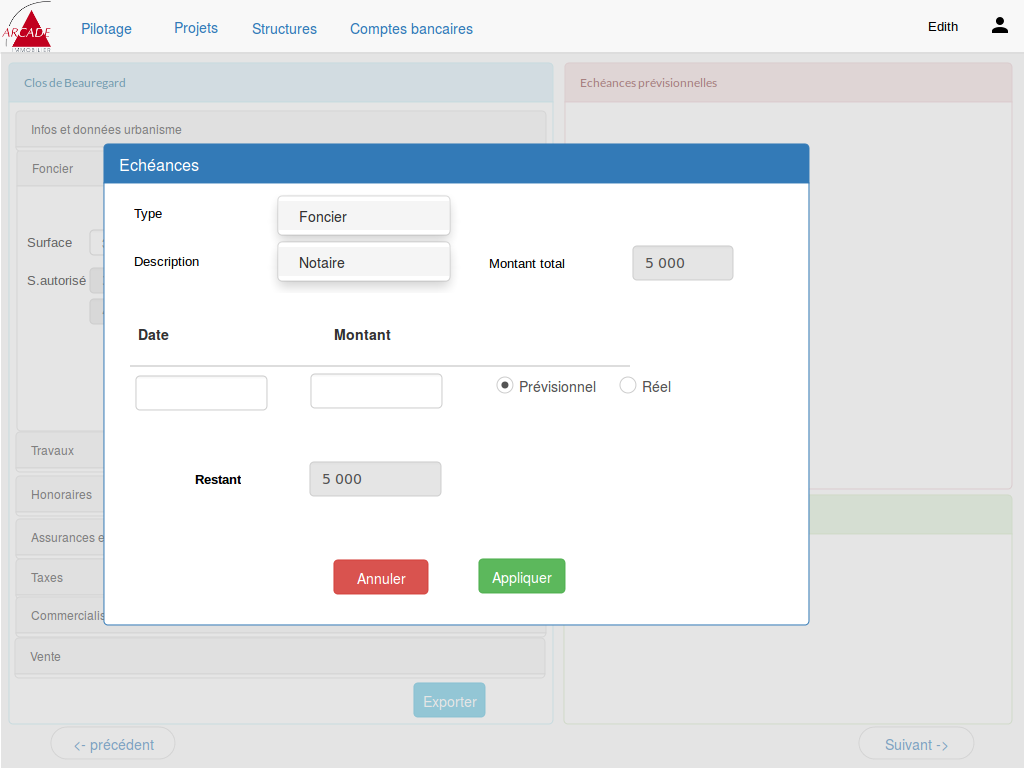 ARCADE
IMMOBILIER
Pilotage
Projets
Structures
Comptes bancaires
Edith
Clos de Beauregard
Echéances prévisionnelles
Infos et données urbanisme
Foncier
Echéances
Type
Foncier
Surface
Description
Notaire
Montant total
5 000
S.autorisé
Date
Montant
Prévisionnel
Réel
Travaux
Restant
5 000
Honoraires
Assurances e
Annuler
Appliquer
Taxes
Commercialis
Vente
Exporter
<- précédent
Suivant ->